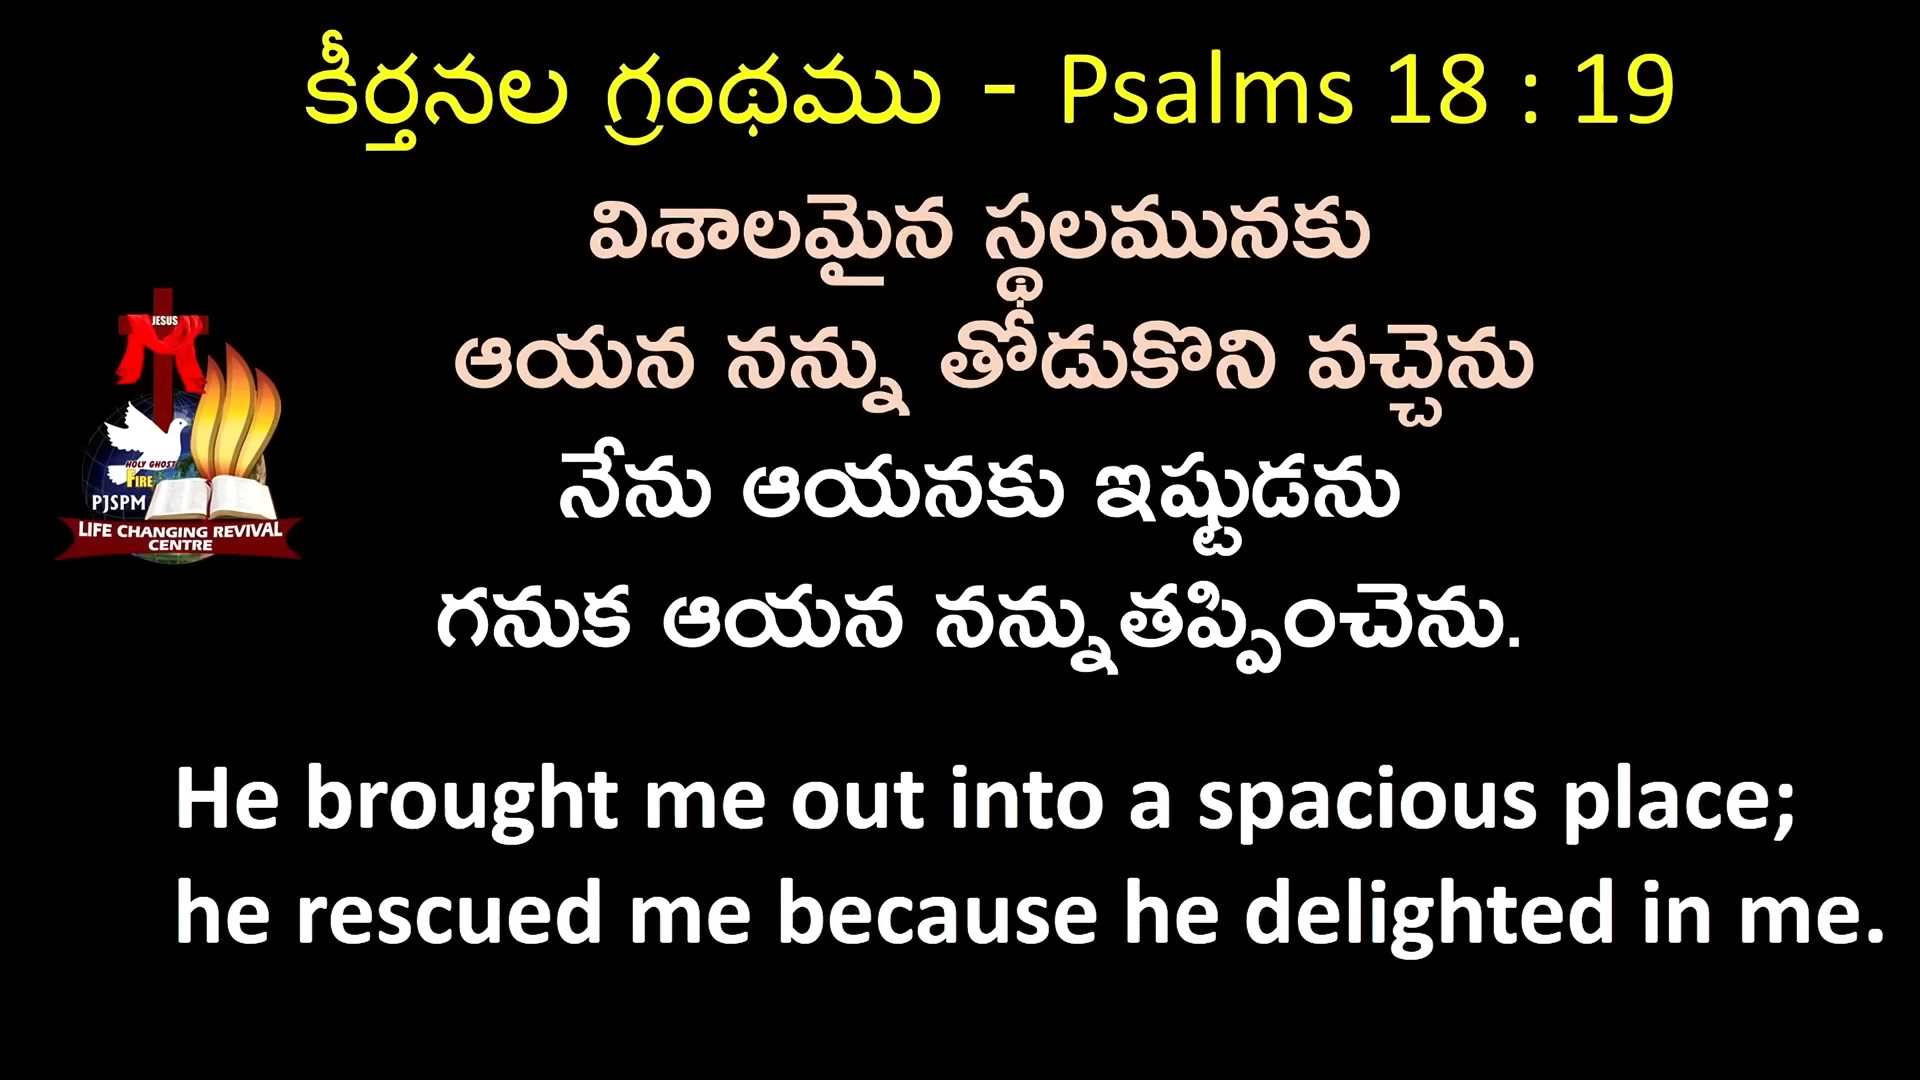 కీర్తనల గ్రంథము - Psalms 18 : 19
విశాలమైన స్థలమునకు
ఆయన నన్ను తోడుకొని వచ్చెను
నేను ఆయనకు ఇష్టుడను
గనుక ఆయన నన్నుతప్పించెను.
JESUS
HOLY GHOST
FIRE
PJSPM
LIFE CHANGING REVIVAL
CENTRE
He brought me out into a spacious place;
he rescued me because he delighted in me.